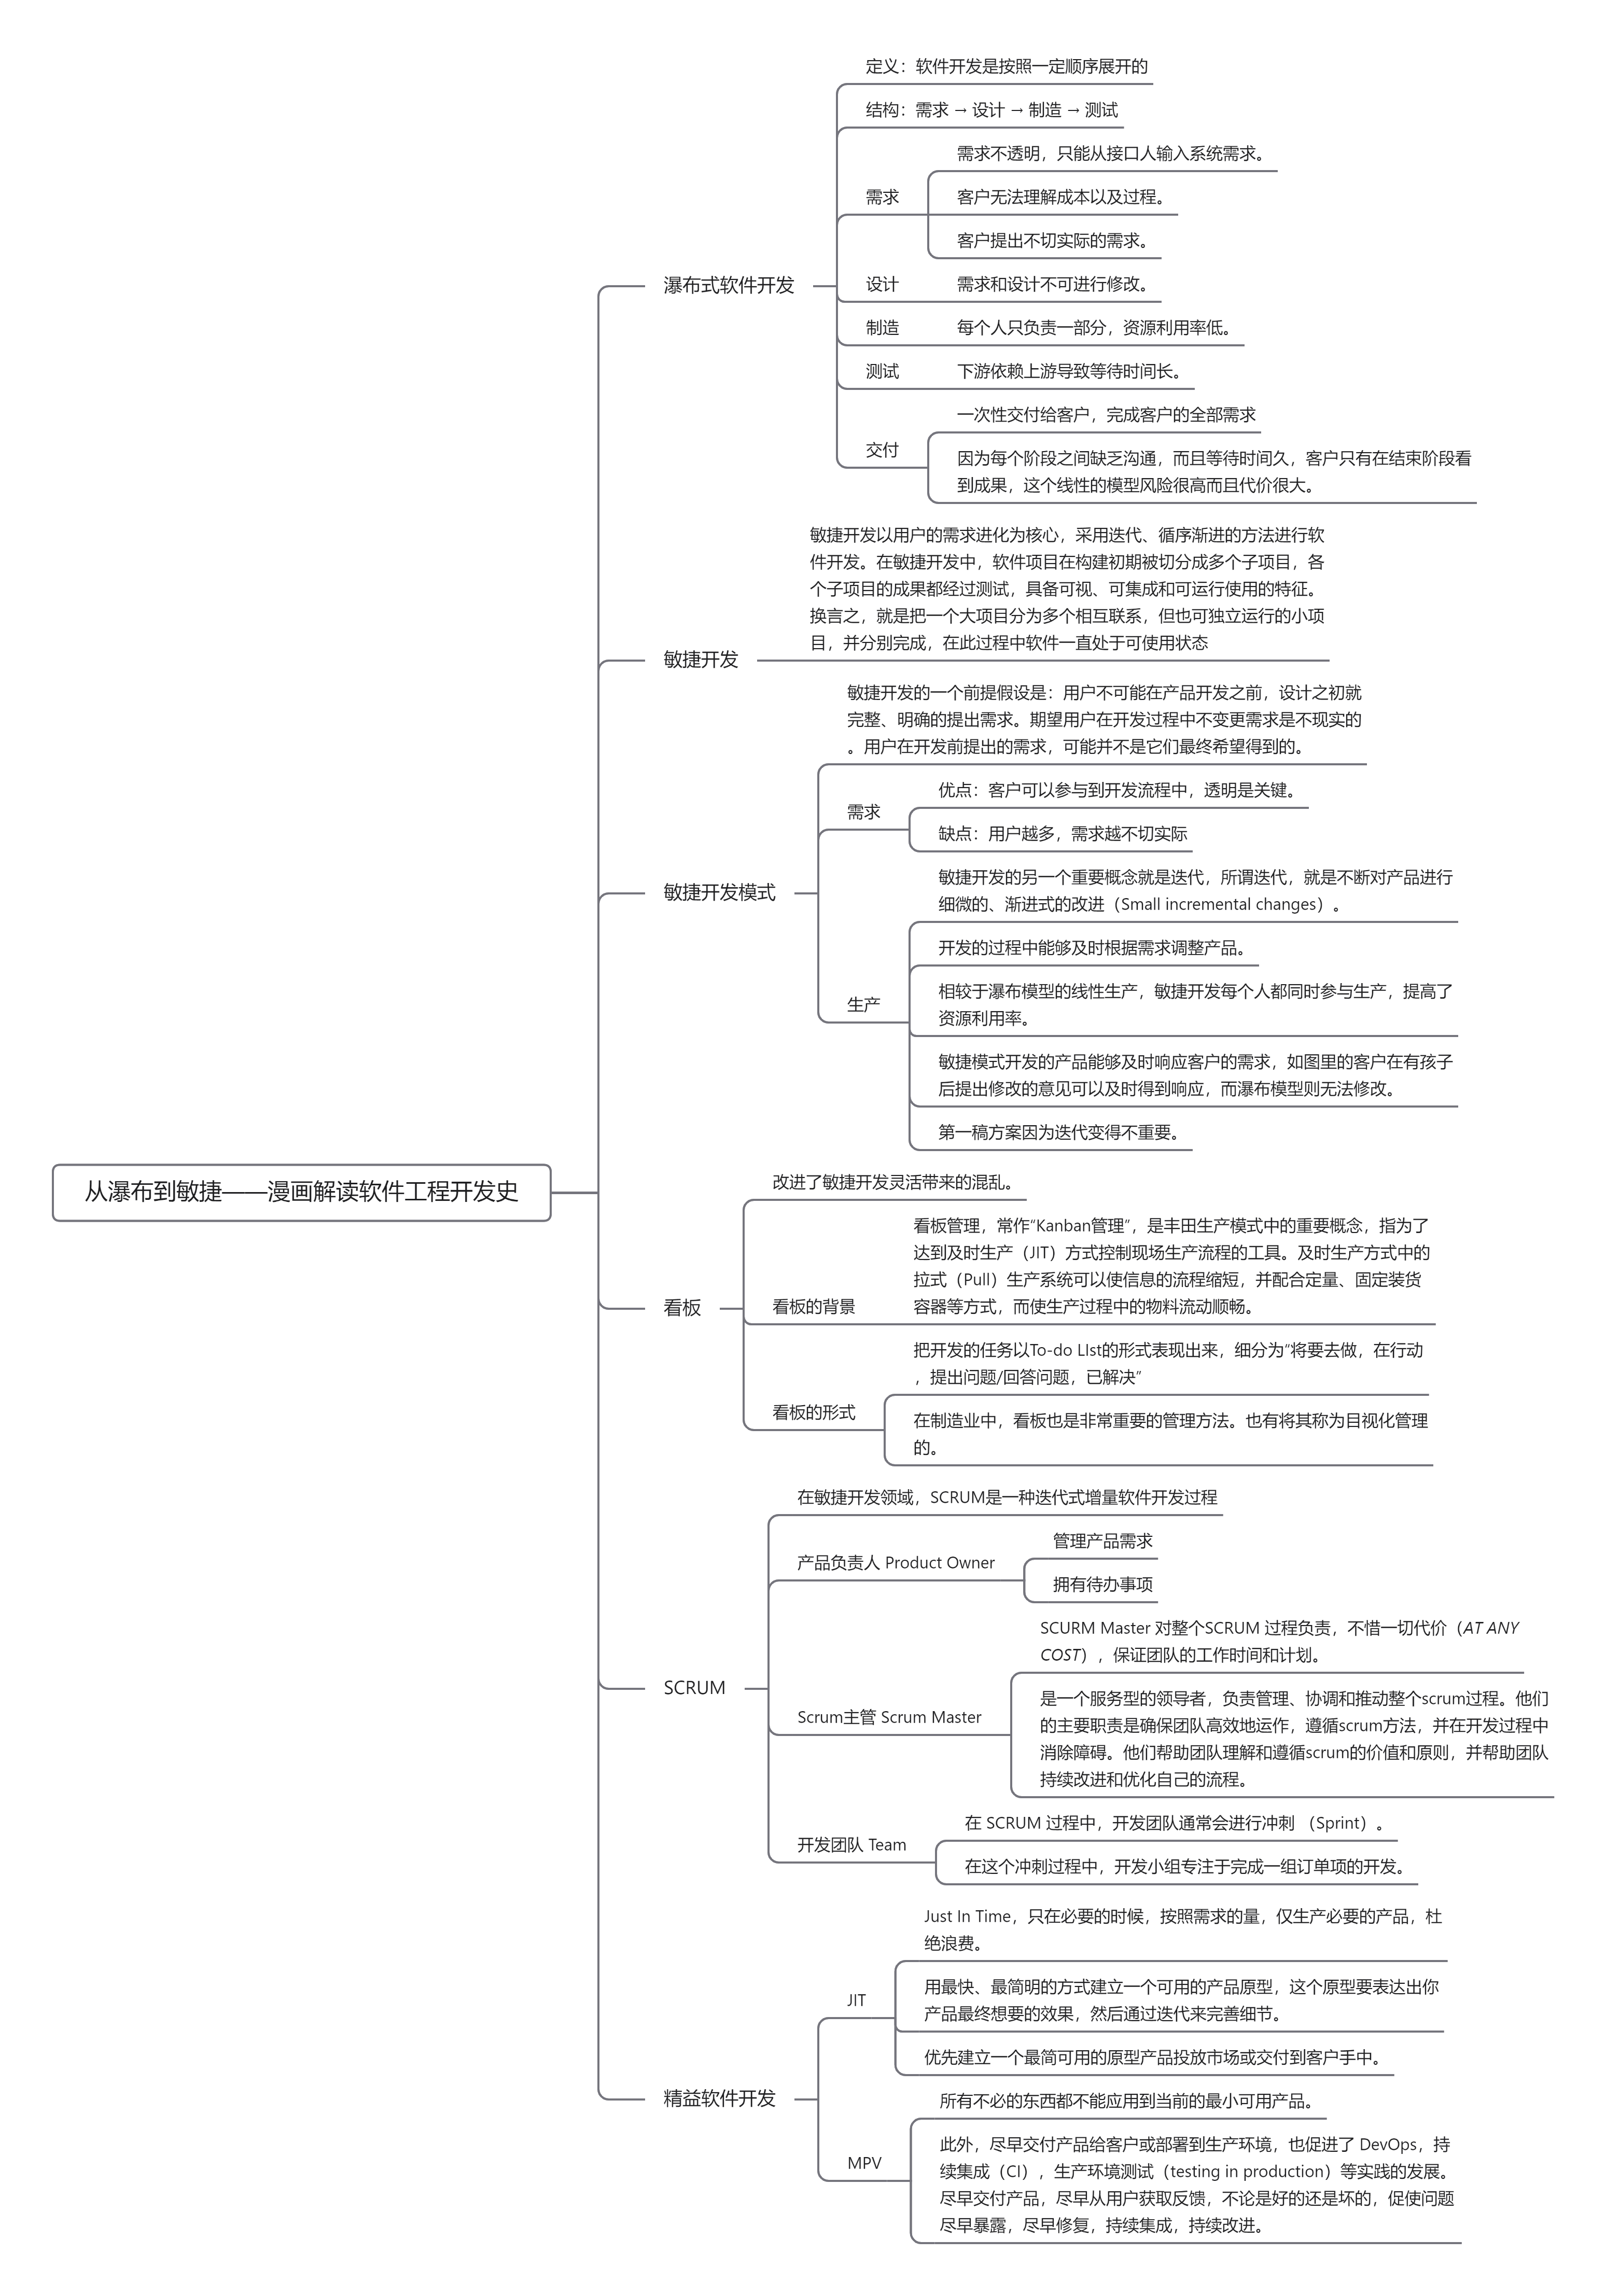 从瀑布到敏捷——漫画解读软件工程开发史
瀑布式软件开发
定义：软件开发是按照一定顺序展开的
结构：需求 → 设计 → 制造 → 测试
需求
需求不透明，只能从接口人输入系统需求。
客户无法理解成本以及过程。
客户提出不切实际的需求。
设计
需求和设计不可进行修改。
制造
每个人只负责一部分，资源利用率低。
测试
下游依赖上游导致等待时间长。
交付
一次性交付给客户，完成客户的全部需求
因为每个阶段之间缺乏沟通，而且等待时间久，客户只有在结束阶段看
到成果，这个线性的模型风险很高而且代价很大。
敏捷开发
敏捷开发以用户的需求进化为核心，采用迭代、循序渐进的方法进行软
件开发。在敏捷开发中，软件项目在构建初期被切分成多个子项目，各
个子项目的成果都经过测试，具备可视、可集成和可运行使用的特征。
换言之，就是把一个大项目分为多个相互联系，但也可独立运行的小项
目，并分别完成，在此过程中软件一直处于可使用状态
敏捷开发模式
敏捷开发的一个前提假设是：用户不可能在产品开发之前，设计之初就
完整、明确的提出需求。期望用户在开发过程中不变更需求是不现实的
。用户在开发前提出的需求，可能并不是它们最终希望得到的。
需求
优点：客户可以参与到开发流程中，透明是关键。
缺点：用户越多，需求越不切实际
生产
敏捷开发的另一个重要概念就是迭代，所谓迭代，就是不断对产品进行
细微的、渐进式的改进（Small incremental changes）。
开发的过程中能够及时根据需求调整产品。
相较于瀑布模型的线性生产，敏捷开发每个人都同时参与生产，提高了
资源利用率。
敏捷模式开发的产品能够及时响应客户的需求，如图里的客户在有孩子
后提出修改的意见可以及时得到响应，而瀑布模型则无法修改。
第一稿方案因为迭代变得不重要。
看板
改进了敏捷开发灵活带来的混乱。
看板的背景
看板管理，常作“Kanban管理”，是丰田生产模式中的重要概念，指为了
达到及时生产（JIT）方式控制现场生产流程的工具。及时生产方式中的
拉式（Pull）生产系统可以使信息的流程缩短，并配合定量、固定装货
容器等方式，而使生产过程中的物料流动顺畅。
看板的形式
把开发的任务以To-do LIst的形式表现出来，细分为“将要去做，在行动
，提出问题/回答问题，已解决”
在制造业中，看板也是非常重要的管理方法。也有将其称为目视化管理
的。
SCRUM
在敏捷开发领域，SCRUM是一种迭代式增量软件开发过程
产品负责人 Product Owner
管理产品需求
拥有待办事项
Scrum主管 Scrum Master
SCURM Master 对整个SCRUM 过程负责，不惜一切代价（AT ANY
COST），保证团队的工作时间和计划。
是一个服务型的领导者，负责管理、协调和推动整个scrum过程。他们
的主要职责是确保团队高效地运作，遵循scrum方法，并在开发过程中
消除障碍。他们帮助团队理解和遵循scrum的价值和原则，并帮助团队
持续改进和优化自己的流程。
开发团队 Team
在 SCRUM 过程中，开发团队通常会进行冲刺 （Sprint）。
在这个冲刺过程中，开发小组专注于完成一组订单项的开发。
精益软件开发
JIT
Just In Time，只在必要的时候，按照需求的量，仅生产必要的产品，杜
绝浪费。
用最快、最简明的方式建立一个可用的产品原型，这个原型要表达出你
产品最终想要的效果，然后通过迭代来完善细节。
优先建立一个最简可用的原型产品投放市场或交付到客户手中。
MPV
所有不必的东西都不能应用到当前的最小可用产品。
此外，尽早交付产品给客户或部署到生产环境，也促进了 DevOps，持
续集成（CI），生产环境测试（testing in production）等实践的发展。
尽早交付产品，尽早从用户获取反馈，不论是好的还是坏的，促使问题
尽早暴露，尽早修复，持续集成，持续改进。